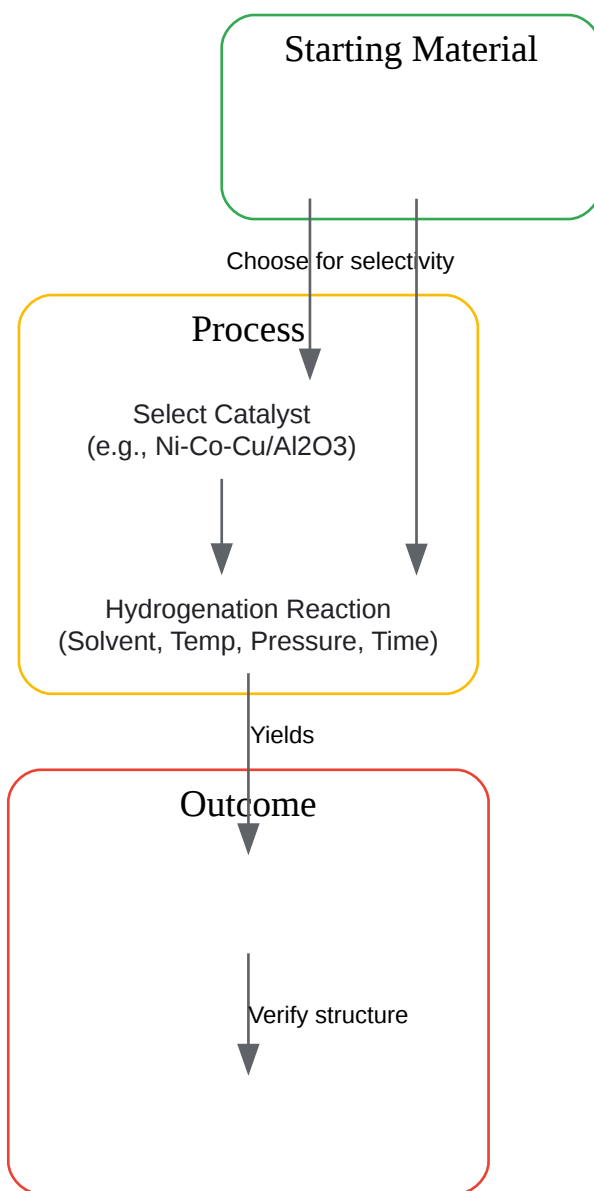 Starting Material
Choose for selectivity
Process
Select Catalyst
(e.g., Ni-Co-Cu/Al2O3)
Hydrogenation Reaction
(Solvent, Temp, Pressure, Time)
Yields
Outcome
Verify structure